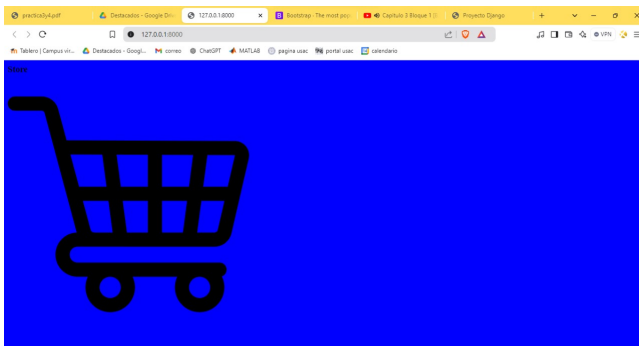 practica3y4.pdf
Destacados - Google Dri
127.0.0.1:8000
Bootstrap · The most pop
Capitulo 3 Bloque 1 (I
Proyecto Django
127.0.0.1:8000
VPN
Tablero | Campus vir...
Destacados - Googl...
correo
ChatGPT
MATLAB
pagina usac
portal usac
calendario